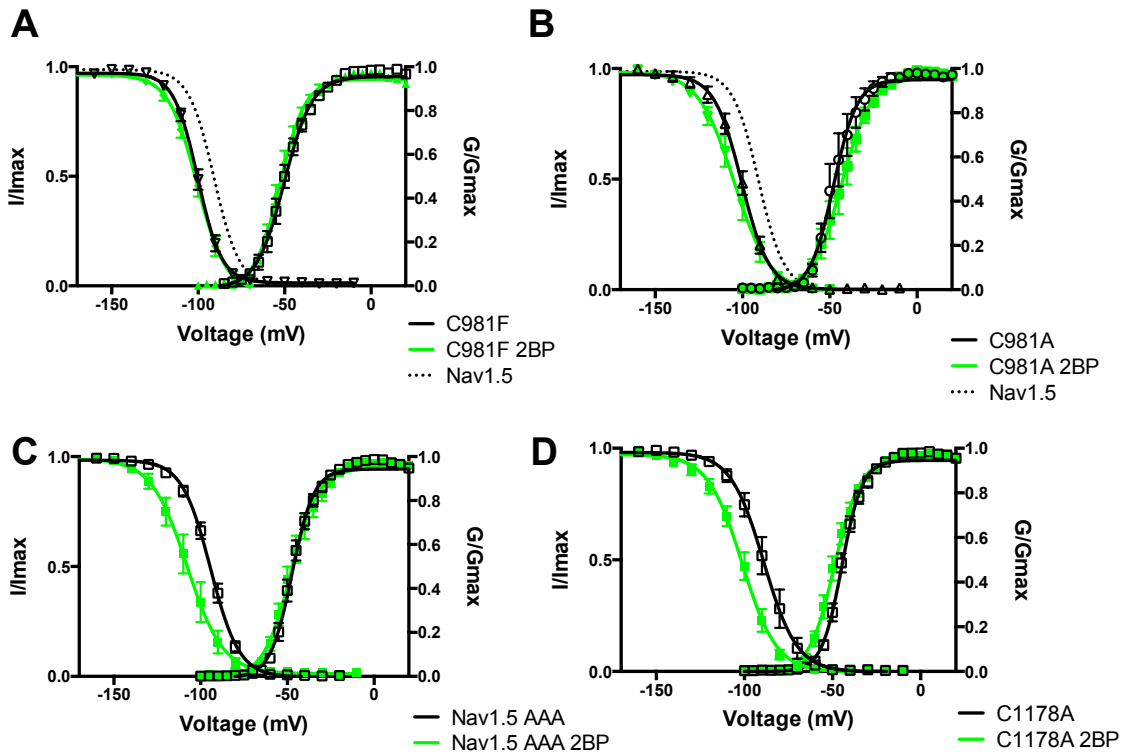 A
1.0
0.5
0.0
I/Imax
1.0
0.8
0.6
0.4
0.2
0.0
G/Gmax
-150
-100
-50
0
Voltage (mV)
C981F
C981F 2BP
Nav1.5
B
1.0
0.5
0.0
I/Imax
1.0
0.8
0.6
0.4
0.2
0.0
G/Gmax
-150
-100
-50
0
Voltage (mV)
C981A
C981A 2BP
Nav1.5
C
1.0
0.5
0.0
I/Imax
1.0
0.8
0.6
0.4
0.2
0.0
G/Gmax
-150
-100
-50
0
Voltage (mV)
Nav1.5 AAA
Nav1.5 AAA 2BP
D
1.0
0.5
0.0
I/Imax
1.0
0.8
0.6
0.4
0.2
0.0
G/Gmax
-150
-100
-50
0
Voltage (mV)
C1178A
C1178A 2BP